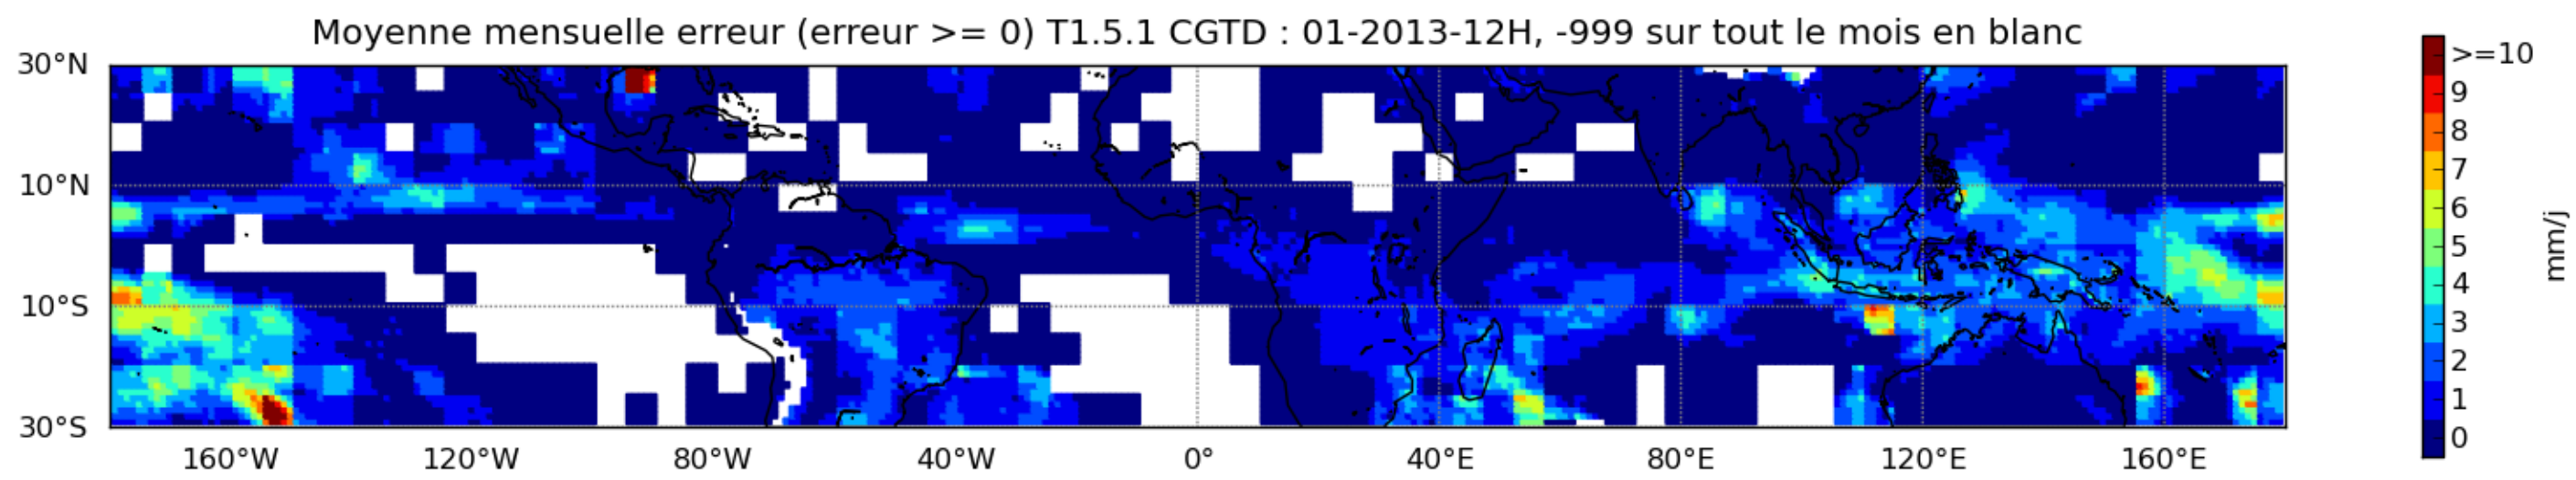 Moyenne mensuelle erreur (erreur >= 0) T1.5.1 CGTD : 01-2013-12H, -999 sur tout le mois en blanc
30°N
10°N
10°S
30°S
160°W 120°W 80°W 40°W 0° 40°E 80°E 120°E 160°E
>=10
9
8
7
6
5
4
3
2
1
0
mm/j